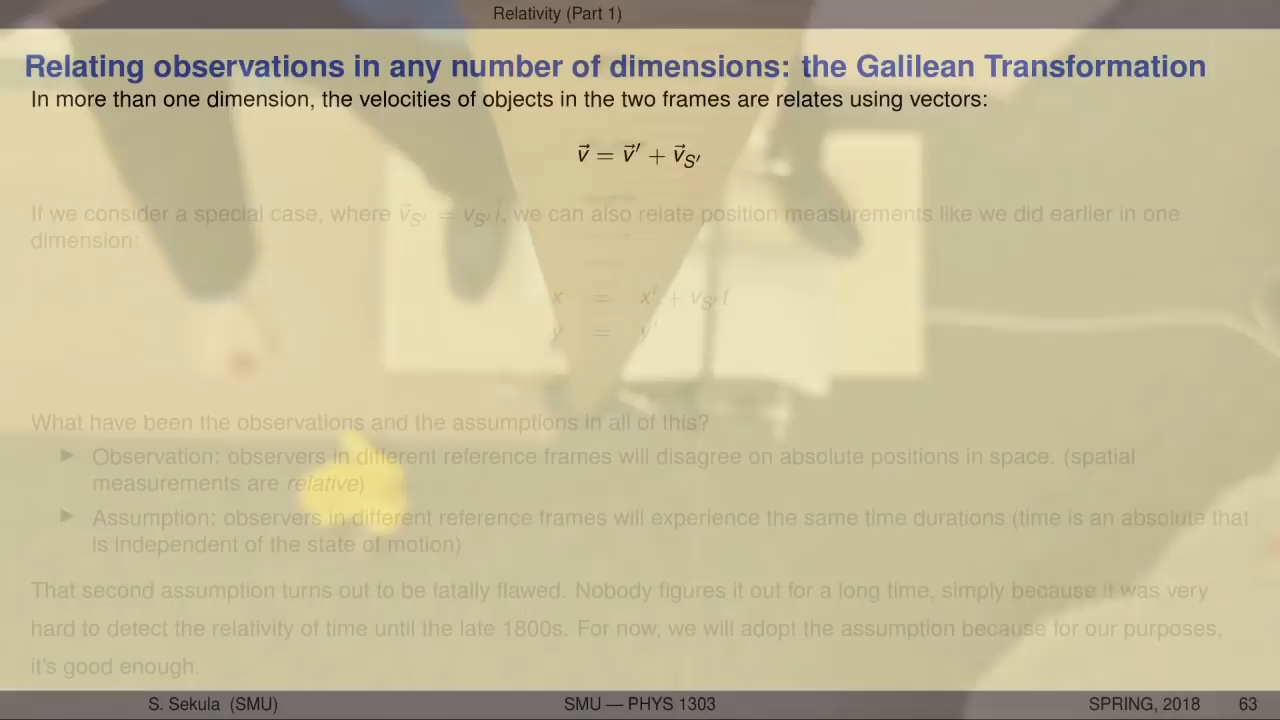 Relativity (Part 1)
Relating observations in any number of dimensions: the Galilean Transformation
In more than one dimension, the velocities of objects in the two frames are relates using vectors:
v⃗ = v⃗′ + v⃗_S′
If we consider a special case, where v⃗_S′ = v_S′ î, we can also relate position measurements like we did earlier in one
dimension:
x = x′ + v_S′ t
y = y′
What have been the observations and the assumptions in all of this?
▶ Observation: observers in different reference frames will disagree on absolute positions in space. (spatial
measurements are relative)
▶ Assumption: observers in different reference frames will experience the same time durations (time is an absolute that
is independent of the state of motion)
That second assumption turns out to be fatally flawed. Nobody figures it out for a long time, simply because it was very
hard to detect the relativity of time until the late 1800s. For now, we will adopt the assumption because for our purposes,
it's good enough.
S. Sekula (SMU) SMU — PHYS 1303 SPRING, 2018 63